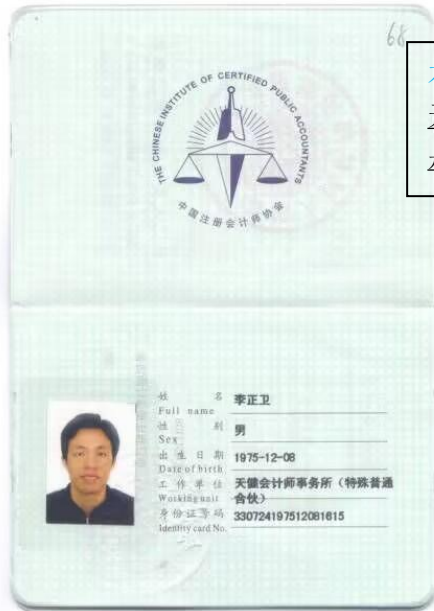 68
THE CHINESE INSTITUTE OF CERTIFIED PUBLIC ACCOUNTANTS
中国注册会计师协会
姓 名 李正卫
Full name
性 别 男
Sex
出生日期 1975-12-08
Date of birth
工作单位 天健会计师事务所（特殊普通
Working unit 合伙）
身份证号码 330724197512081615
Identity card No.